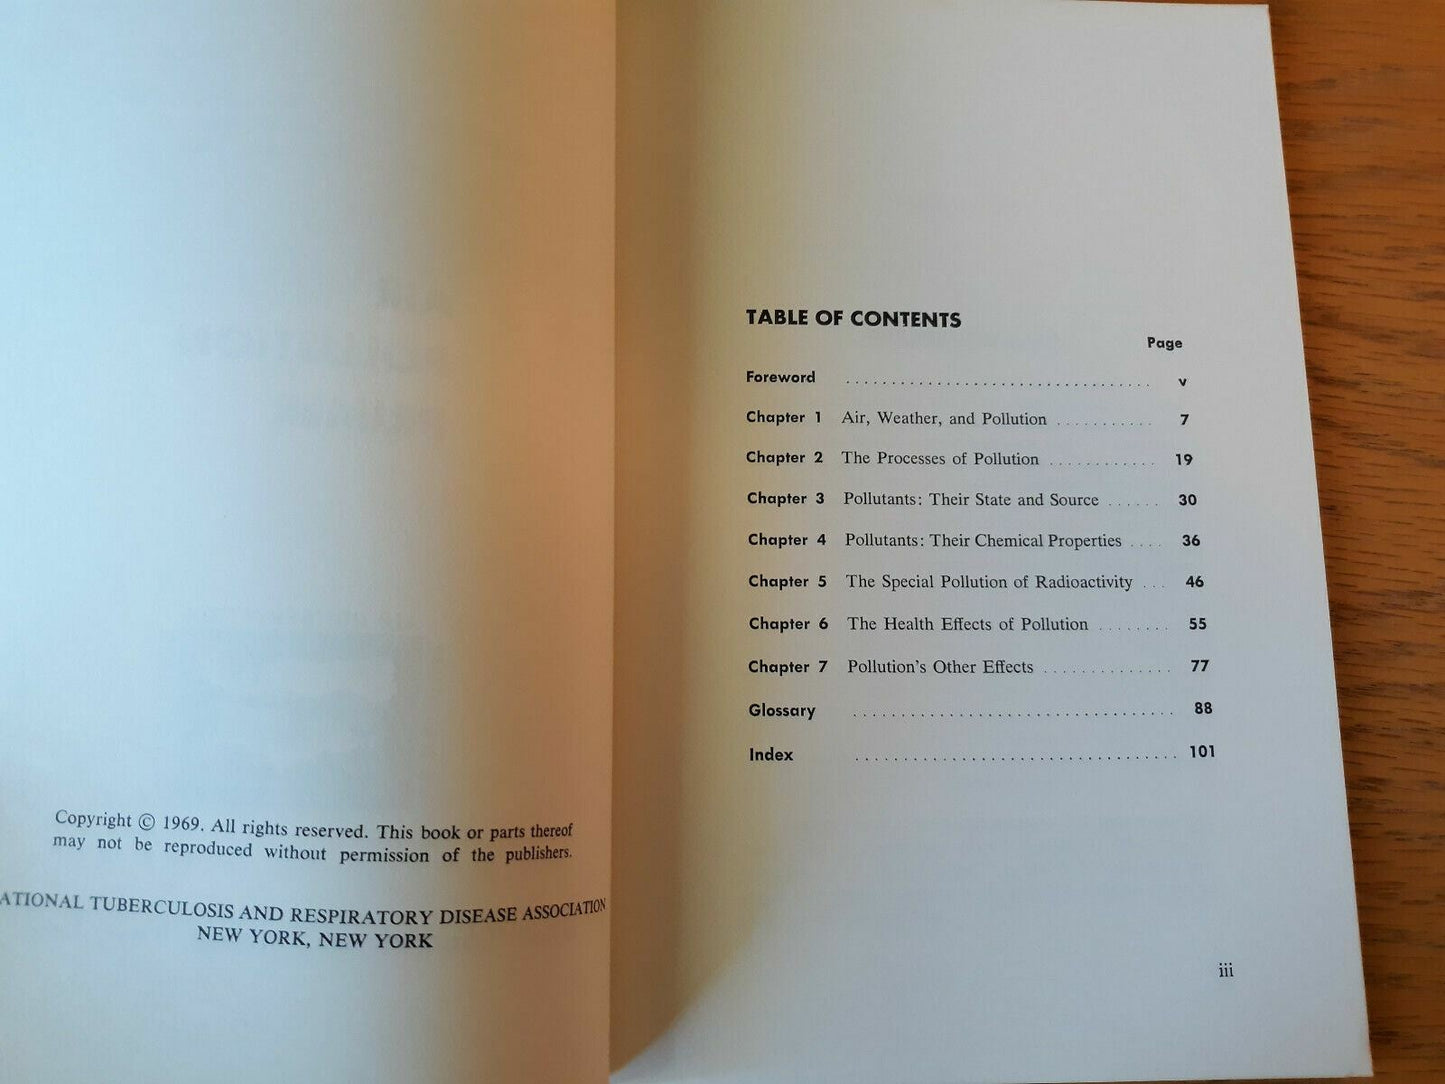 Copyright © 1969. All rights reserved. This book or parts thereof
may not be reproduced without permission of the publishers.
ATIONAL TUBERCULOSIS AND RESPIRATORY DISEASE ASSOCIATION
NEW YORK, NEW YORK
TABLE OF CONTENTS
Page
Foreword . . . . . . . . . . . . . . . . . . . . . . . . . . . . . . . . . . v
Chapter 1 Air, Weather, and Pollution . . . . . . . . . . . 7
Chapter 2 The Processes of Pollution . . . . . . . . . . . . 19
Chapter 3 Pollutants: Their State and Source . . . . . . 30
Chapter 4 Pollutants: Their Chemical Properties . . . . 36
Chapter 5 The Special Pollution of Radioactivity . . . 46
Chapter 6 The Health Effects of Pollution . . . . . . . . 55
Chapter 7 Pollution's Other Effects . . . . . . . . . . . . . . 77
Glossary . . . . . . . . . . . . . . . . . . . . . . . . . . . . . . . . . . 88
Index . . . . . . . . . . . . . . . . . . . . . . . . . . . . . . . . . . 101
iii